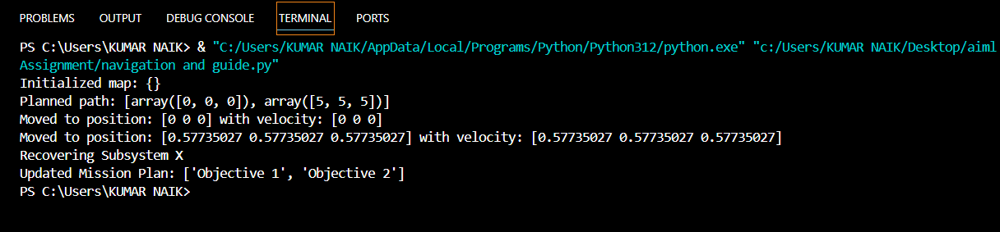 PROBLEMS OUTPUT DEBUG CONSOLE TERMINAL PORTS
PS C:\Users\KUMAR NAIK> & "C:/Users/KUMAR NAIK/AppData/Local/Programs/Python/Python312/python.exe" "c:/Users/KUMAR NAIK/Desktop/aiml
Assignment/navigation and guide.py"
Initialized map: {}
Planned path: [array([0, 0, 0]), array([5, 5, 5])]
Moved to position: [0 0 0] with velocity: [0 0 0]
Moved to position: [0.57735027 0.57735027 0.57735027] with velocity: [0.57735027 0.57735027 0.57735027]
Recovering Subsystem X
Updated Mission Plan: ['Objective 1', 'Objective 2']
PS C:\Users\KUMAR NAIK>